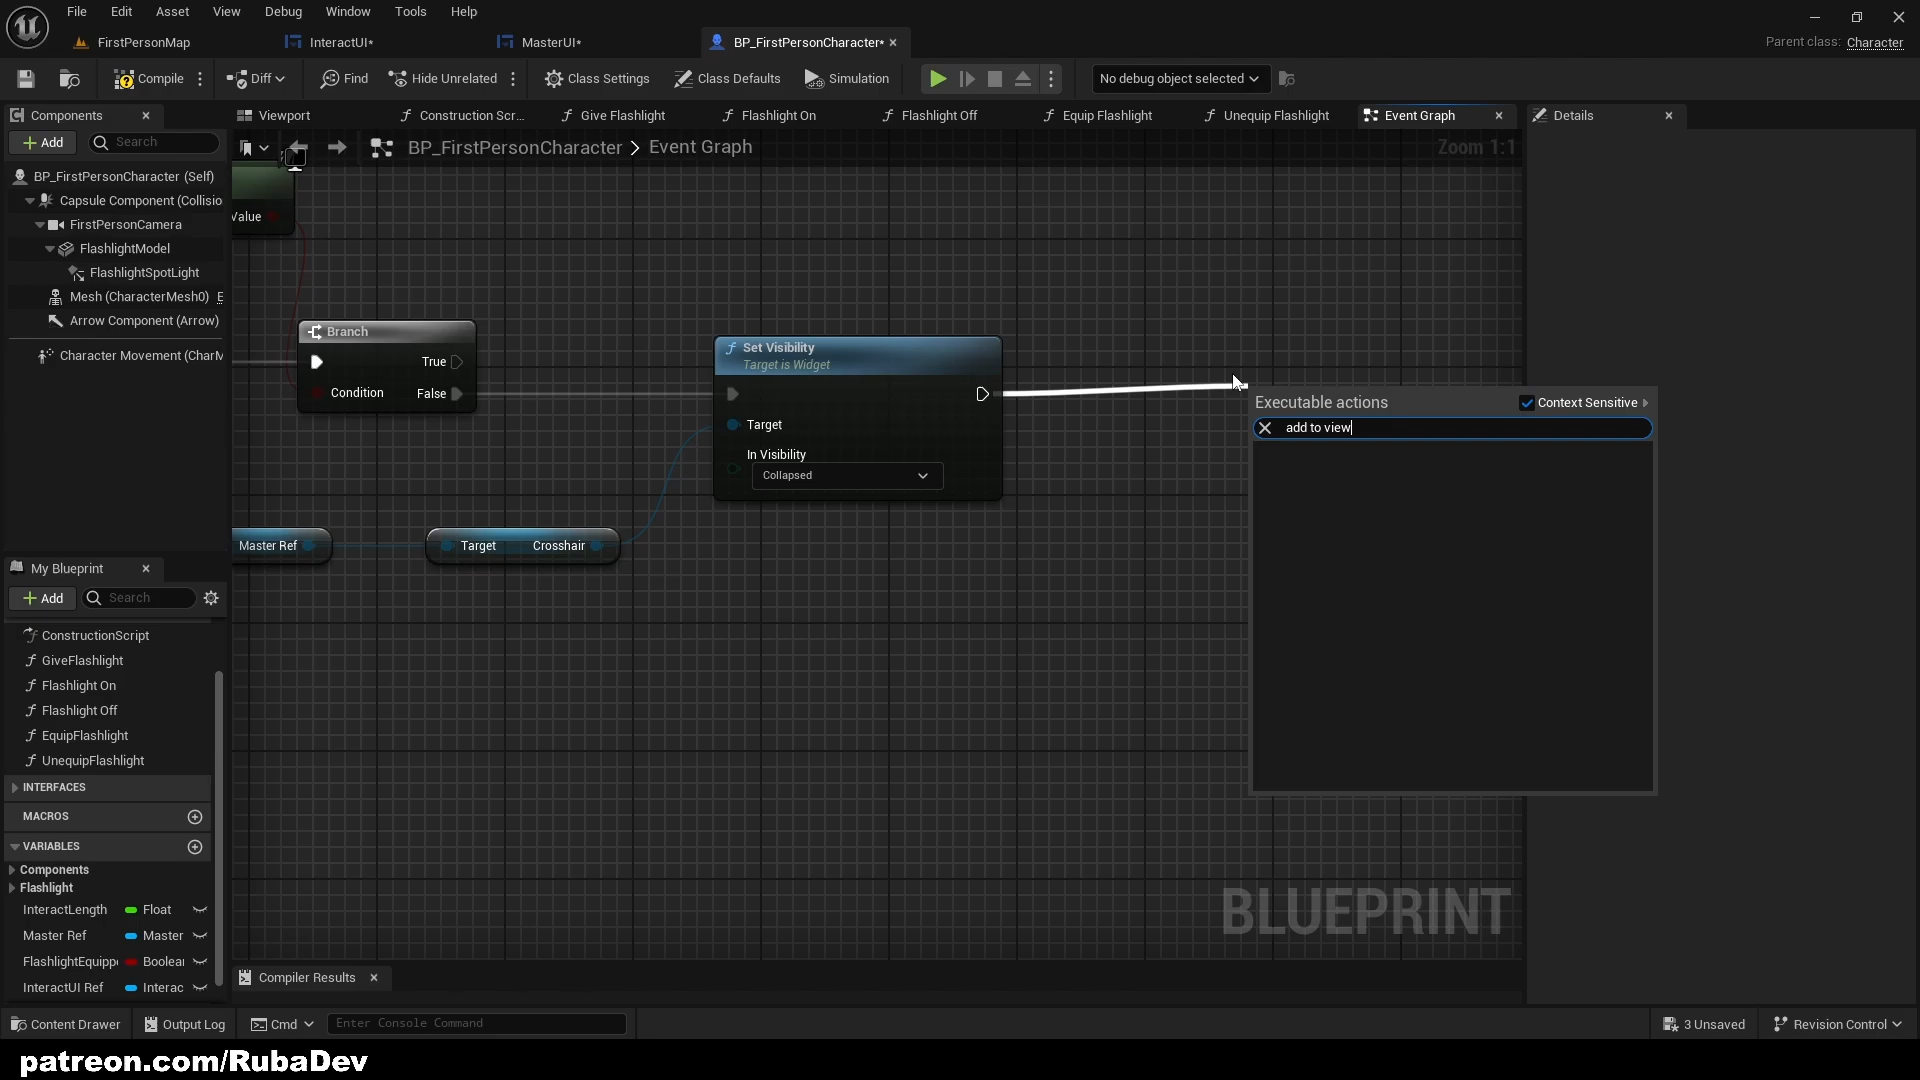 File Edit Asset View Debug Window Tools Help
FirstPersonMap InteractUI* MasterUI* BP_FirstPersonCharacter*
Parent class: Character
Compile Diff Find Hide Unrelated Class Settings Class Defaults Simulation No debug object selected
Components
Viewport Construction Scr... Give Flashlight Flashlight On Flashlight Off Equip Flashlight Unequip Flashlight Event Graph Details
Add Search
BP_FirstPersonCharacter > Event Graph Zoom 1:1
BP_FirstPersonCharacter (Self)
Capsule Component (Collisio
FirstPersonCamera
FlashlightModel
FlashlightSpotLight
Mesh (CharacterMesh0) E
Arrow Component (Arrow)
Character Movement (CharM
Value
Branch
True
Condition False
Set Visibility
Target is Widget
Target
In Visibility
Collapsed
Master Ref
Target Crosshair
Executable actions Context Sensitive
add to view
BLUEPRINT
My Blueprint
Add Search
ConstructionScript
GiveFlashlight
Flashlight On
Flashlight Off
EquipFlashlight
UnequipFlashlight
INTERFACES
MACROS
VARIABLES
Components
Flashlight
InteractLength Float
Master Ref Master
FlashlightEquippe Boolear
InteractUI Ref Interac
Compiler Results
Content Drawer Output Log Cmd Enter Console Command 3 Unsaved Revision Control
patreon.com/RubaDev